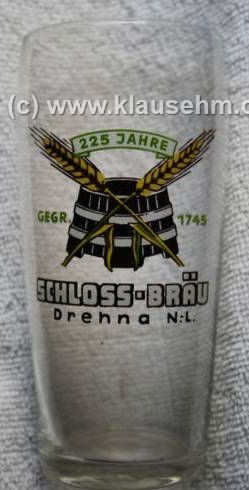 (c) www.klausehm.d
225 JAHRE
GEGR. 1745
SCHLOSS-BRÄU
Drehna N:L.